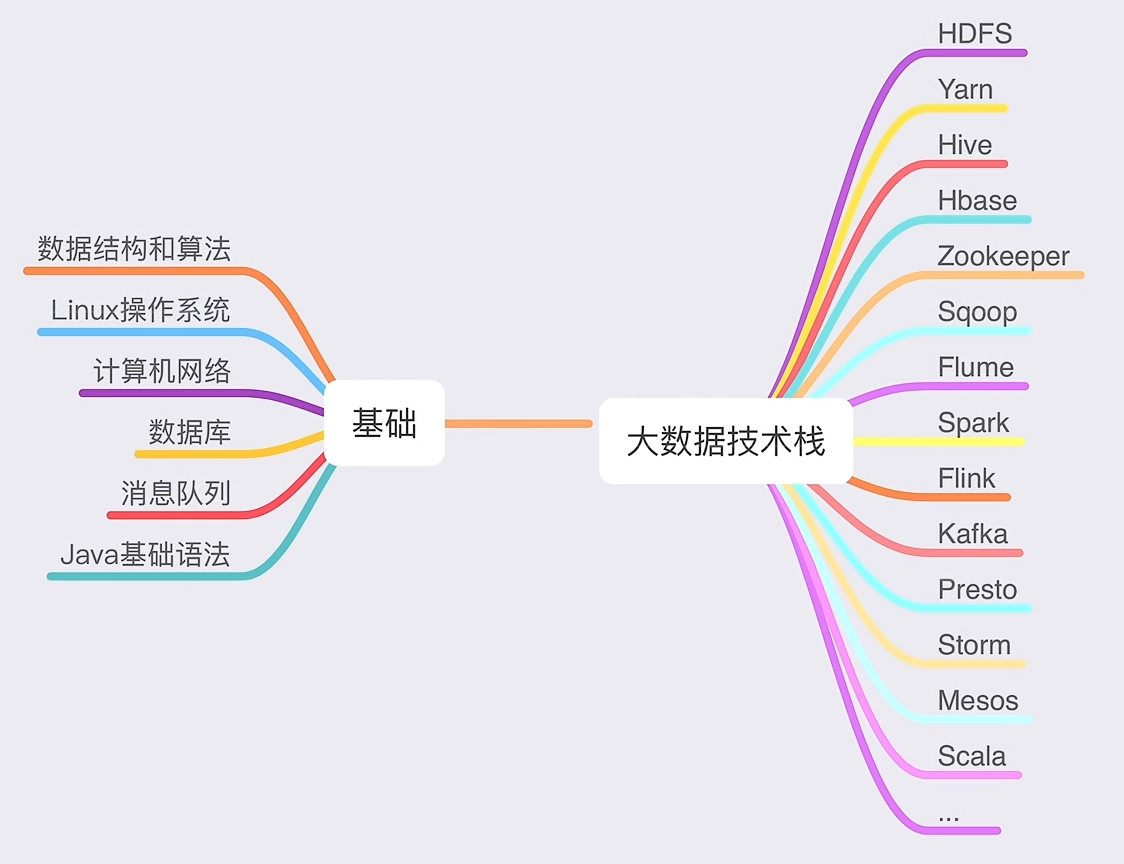 数据结构和算法
Linux操作系统
计算机网络
数据库
消息队列
Java基础语法
基础
大数据技术栈
HDFS
Yarn
Hive
Hbase
Zookeeper
Sqoop
Flume
Spark
Flink
Kafka
Presto
Storm
Mesos
Scala
...